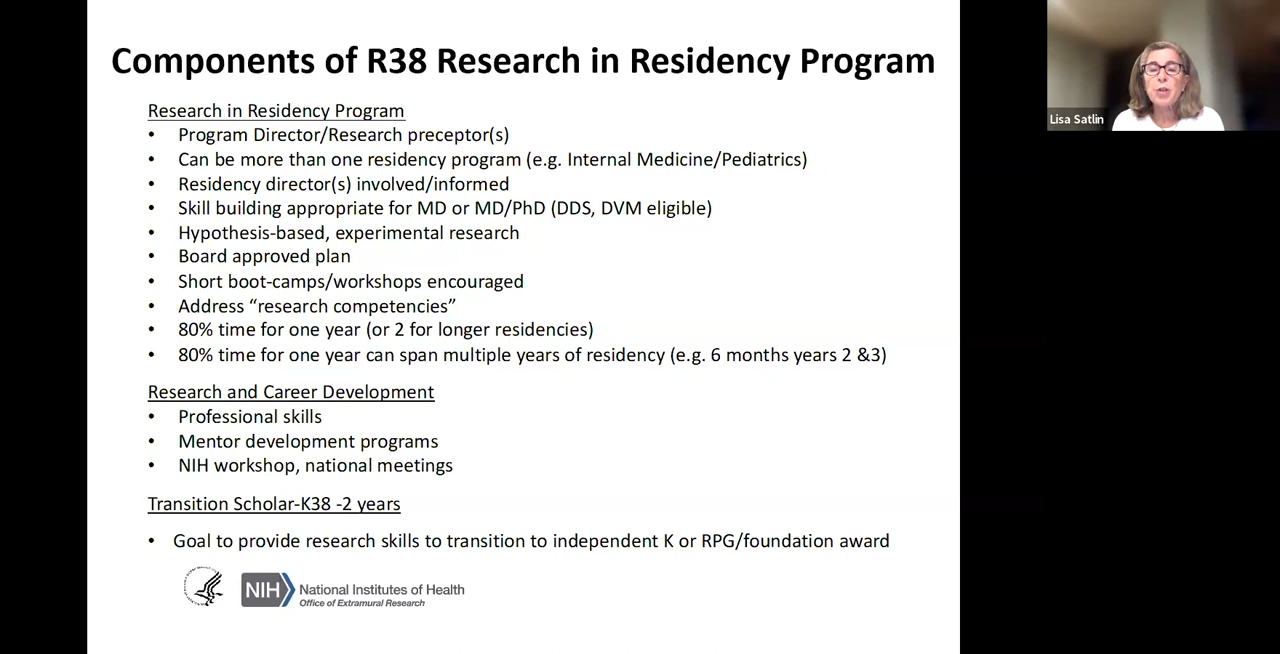 Components of R38 Research in Residency Program
Research in Residency Program
• Program Director/Research preceptor(s)
• Can be more than one residency program (e.g. Internal Medicine/Pediatrics)
• Residency director(s) involved/informed
• Skill building appropriate for MD or MD/PhD (DDS, DVM eligible)
• Hypothesis-based, experimental research
• Board approved plan
• Short boot-camps/workshops encouraged
• Address “research competencies”
• 80% time for one year (or 2 for longer residencies)
• 80% time for one year can span multiple years of residency (e.g. 6 months years 2 &3)
Research and Career Development
• Professional skills
• Mentor development programs
• NIH workshop, national meetings
Transition Scholar-K38 -2 years
• Goal to provide research skills to transition to independent K or RPG/foundation award
NIH National Institutes of Health
Office of Extramural Research
Lisa Satlin